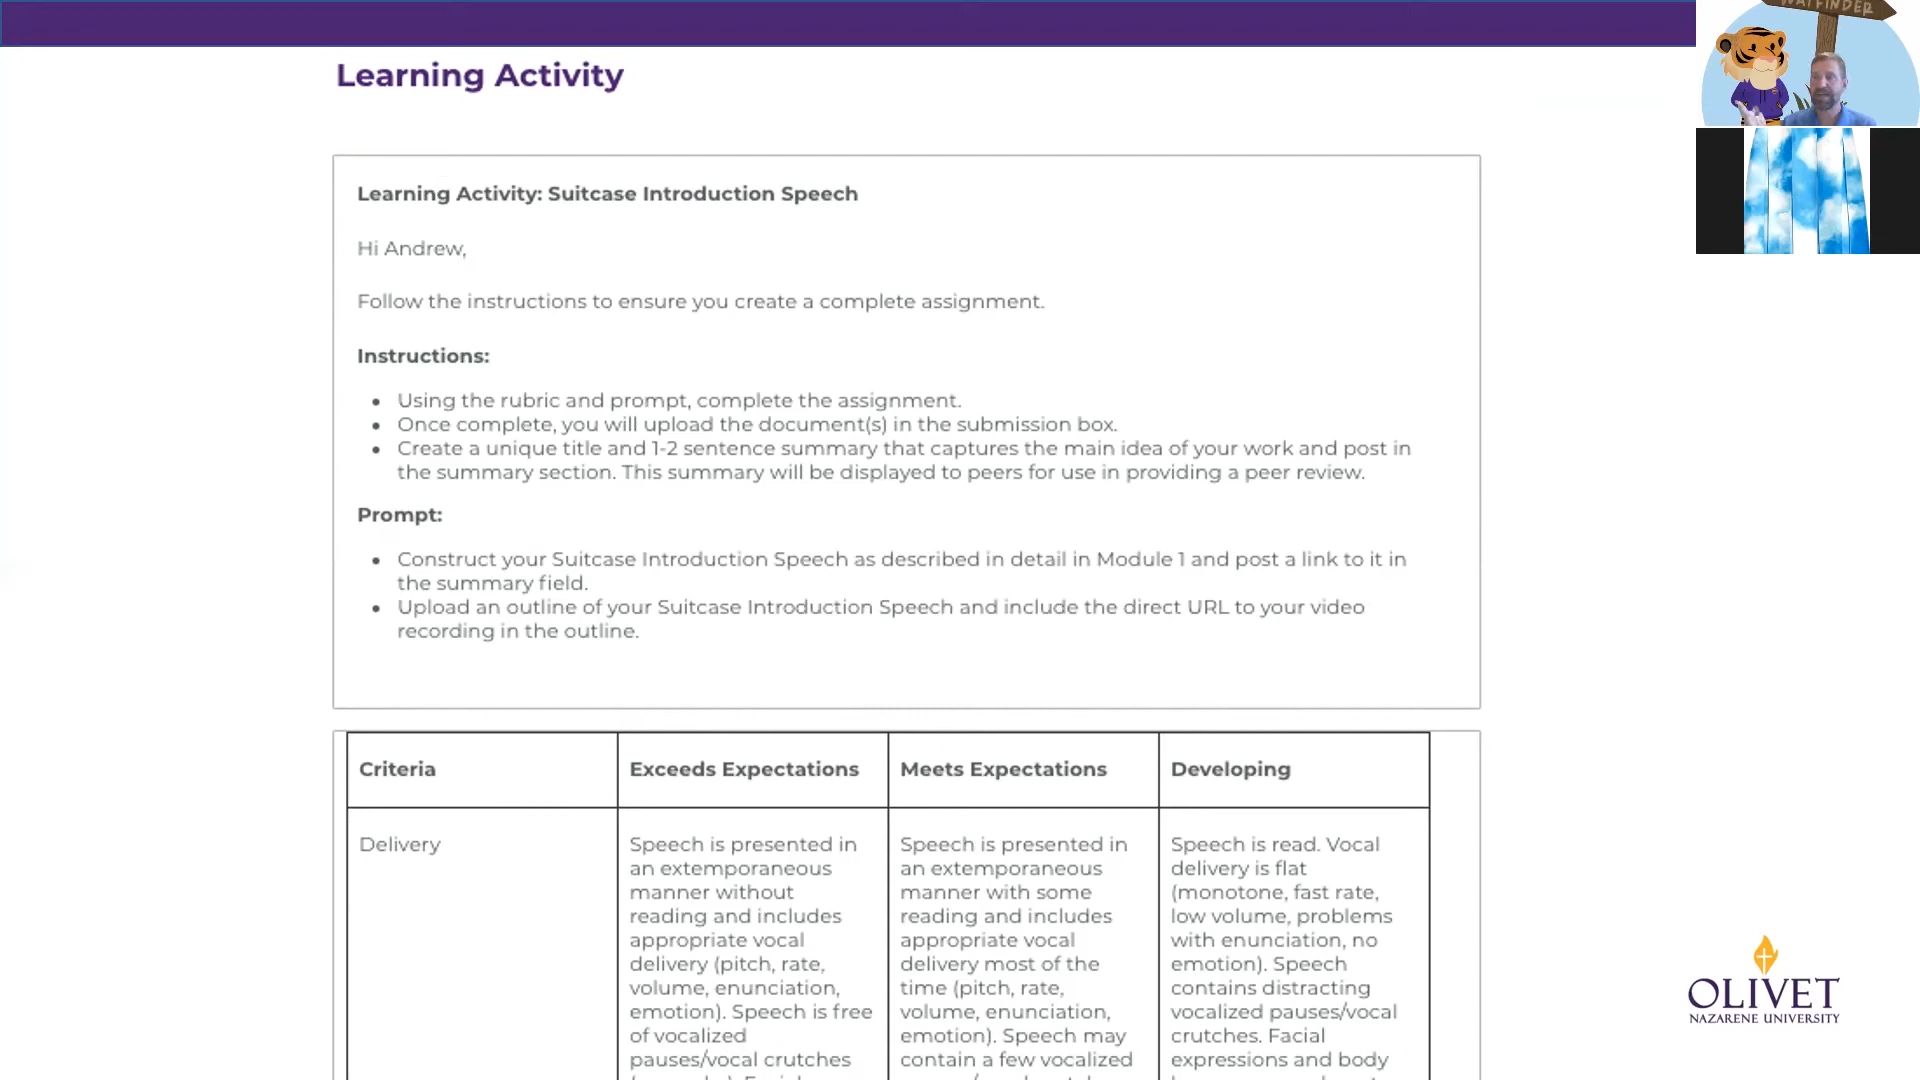 WAYFINDER
Learning Activity
Learning Activity: Suitcase Introduction Speech
Hi Andrew,
Follow the instructions to ensure you create a complete assignment.
Instructions:
• Using the rubric and prompt, complete the assignment.
• Once complete, you will upload the document(s) in the submission box.
• Create a unique title and 1-2 sentence summary that captures the main idea of your work and post in
the summary section. This summary will be displayed to peers for use in providing a peer review.
Prompt:
• Construct your Suitcase Introduction Speech as described in detail in Module 1 and post a link to it in
the summary field.
• Upload an outline of your Suitcase Introduction Speech and include the direct URL to your video
recording in the outline.
Criteria
Exceeds Expectations
Meets Expectations
Developing
Delivery
Speech is presented in
an extemporaneous
manner without
reading and includes
appropriate vocal
delivery (pitch, rate,
volume, enunciation,
emotion). Speech is free
of vocalized
pauses/vocal crutches
Speech is presented in
an extemporaneous
manner with some
reading and includes
appropriate vocal
delivery most of the
time (pitch, rate,
volume, enunciation,
emotion). Speech may
contain a few vocalized
Speech is read. Vocal
delivery is flat
(monotone, fast rate,
low volume, problems
with enunciation, no
emotion). Speech
contains distracting
vocalized pauses/vocal
crutches. Facial
expressions and body
OLIVET
NAZARENE UNIVERSITY